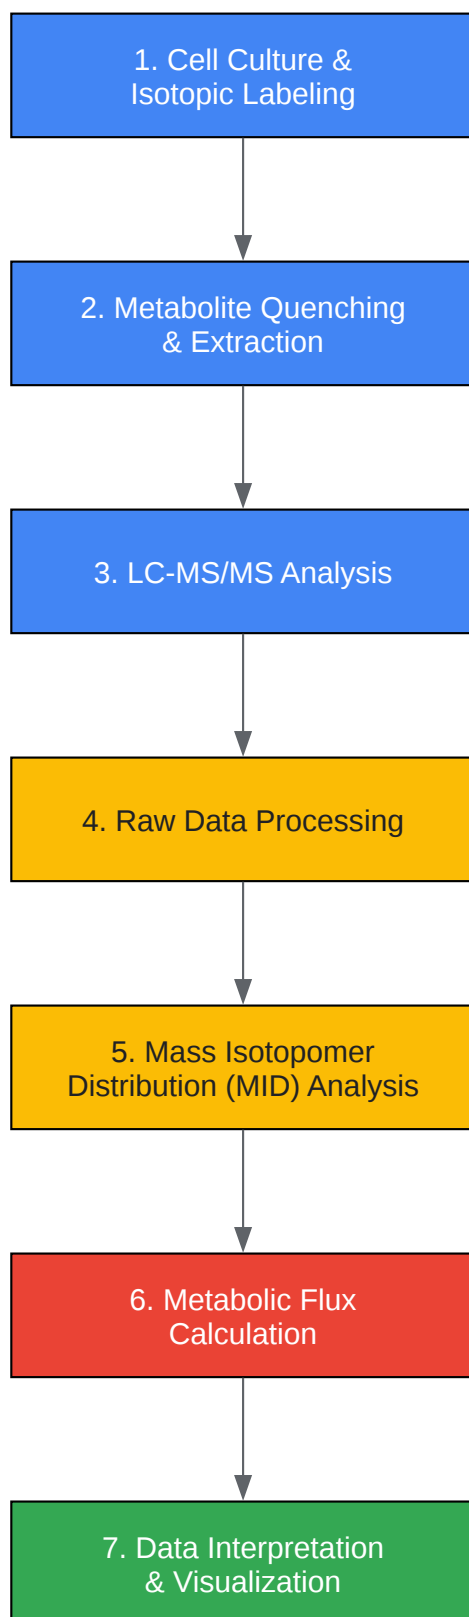 1. Cell Culture &
Isotopic Labeling
2. Metabolite Quenching
& Extraction
3. LC-MS/MS Analysis
4. Raw Data Processing
5. Mass Isotopomer
Distribution (MID) Analysis
6. Metabolic Flux
Calculation
7. Data Interpretation
& Visualization